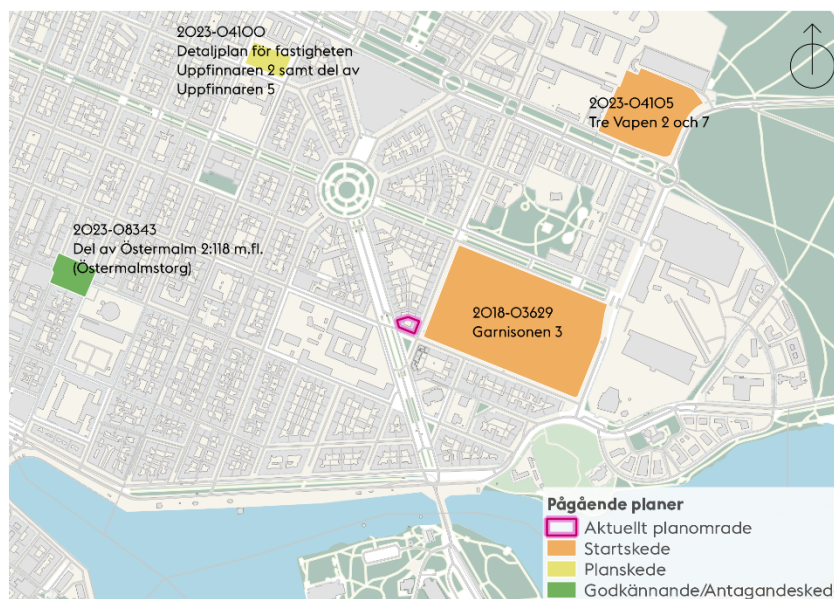 2023-04100
Detaljplan för fastigheten
Uppfinnaren 2 samt del av
Uppfinnaren 5
2023-04105
Tre Vapen 2 och 7
2023-08343
Del av Östermalm 2:118 m.fl.
(Östermalmstorg)
2018-03629
Garnisonen 3
Pågående planer
Aktuellt planområde
Startskede
Planskede
Godkännande/Antagandesked